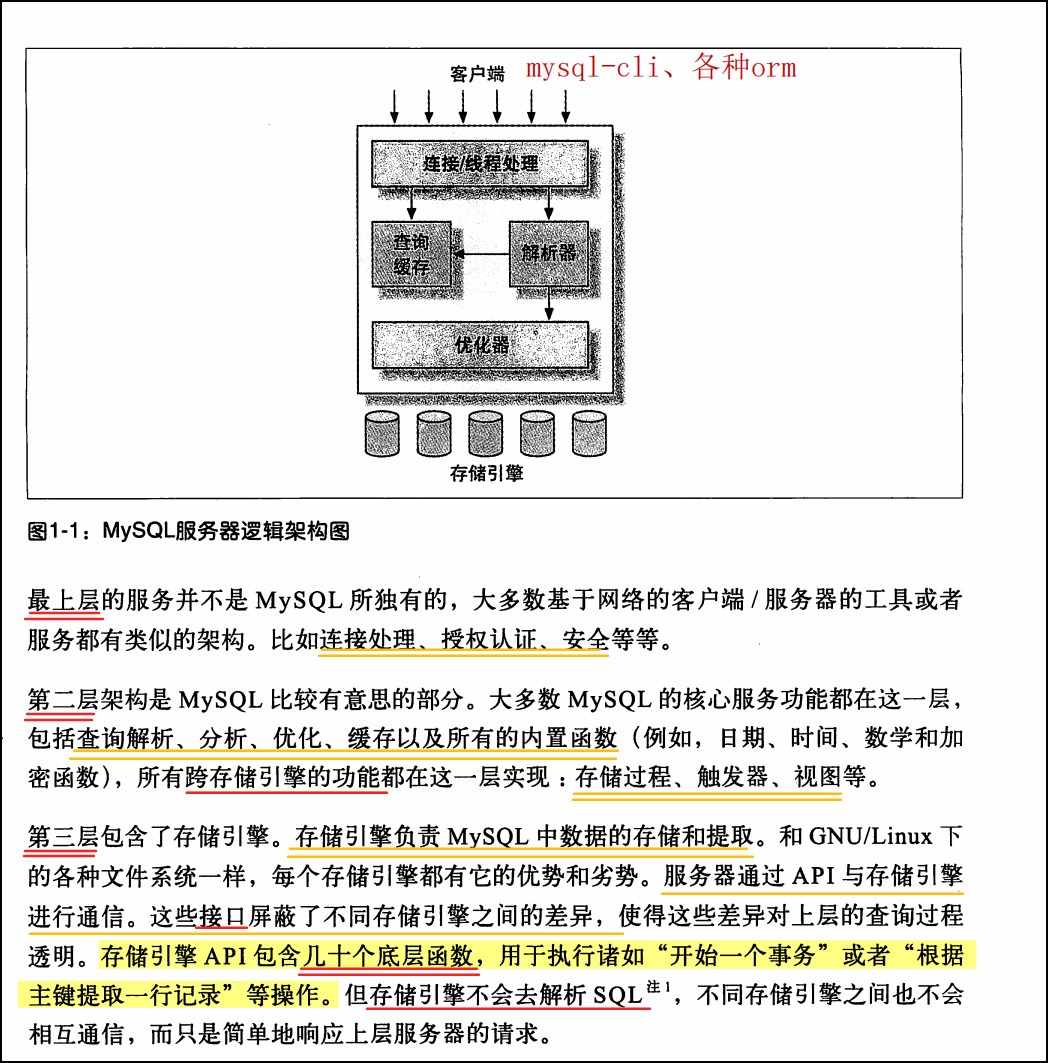 客户端 mysql-cli、各种orm
连接/线程处理
查询
缓存
解析器
优化器
存储引擎
图1-1：MySQL服务器逻辑架构图
最上层的服务并不是 MySQL 所独有的，大多数基于网络的客户端 / 服务器的工具或者
服务都有类似的架构。比如连接处理、授权认证、安全等等。
第二层架构是 MySQL 比较有意思的部分。大多数 MySQL 的核心服务功能都在这一层，
包括查询解析、分析、优化、缓存以及所有的内置函数（例如，日期、时间、数学和加
密函数），所有跨存储引擎的功能都在这一层实现：存储过程、触发器、视图等。
第三层包含了存储引擎。存储引擎负责 MySQL 中数据的存储和提取。和 GNU/Linux 下
的各种文件系统一样，每个存储引擎都有它的优势和劣势。服务器通过 API 与存储引擎
进行通信。这些接口屏蔽了不同存储引擎之间的差异，使得这些差异对上层的查询过程
透明。存储引擎 API 包含几十个底层函数，用于执行诸如“开始一个事务”或者“根据
主键提取一行记录”等操作。但存储引擎不会去解析 SQL注1，不同存储引擎之间也不会
相互通信，而只是简单地响应上层服务器的请求。